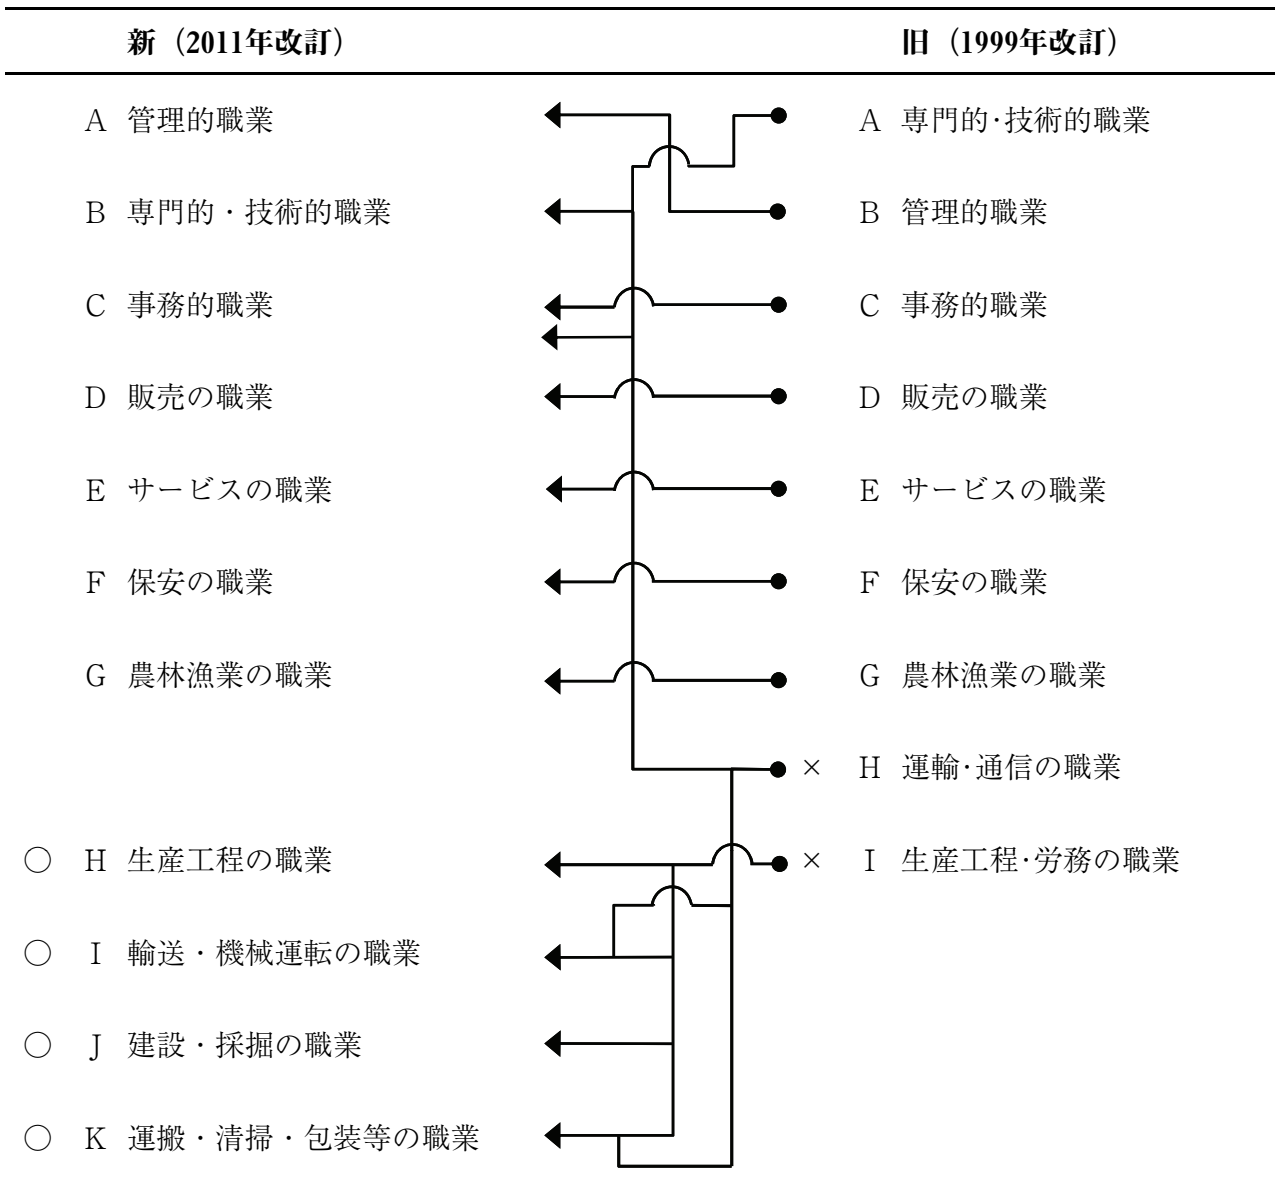 新（2011年改訂） 旧（1999年改訂）
A 管理的職業 A 専門的･技術的職業
B 専門的・技術的職業 B 管理的職業
C 事務的職業 C 事務的職業
D 販売の職業 D 販売の職業
E サービスの職業 E サービスの職業
F 保安の職業 F 保安の職業
G 農林漁業の職業 G 農林漁業の職業
× H 運輸･通信の職業
○ H 生産工程の職業 × I 生産工程･労務の職業
○ I 輸送・機械運転の職業
○ J 建設・採掘の職業
○ K 運搬・清掃・包装等の職業